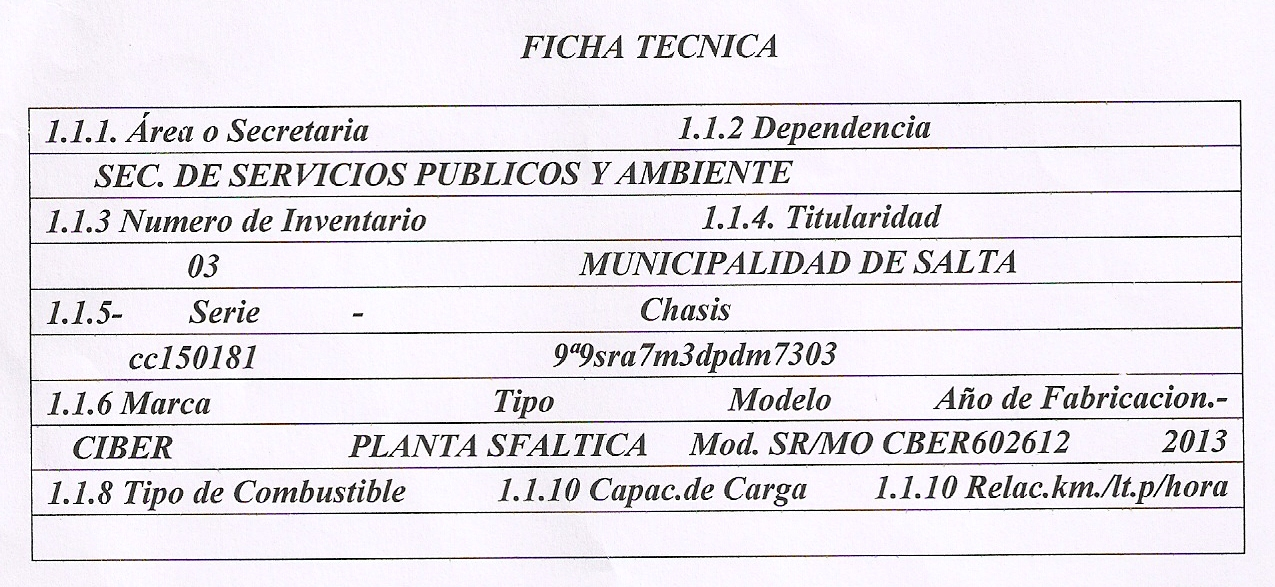 FICHA TECNICA
1.1.1. Área o Secretaria 1.1.2 Dependencia
SEC. DE SERVICIOS PUBLICOS Y AMBIENTE
1.1.3 Numero de Inventario 1.1.4. Titularidad
03 MUNICIPALIDAD DE SALTA
1.1.5- Serie - Chasis
cc150181 9ª9sra7m3dpdm7303
1.1.6 Marca Tipo Modelo Año de Fabricacion.-
CIBER PLANTA SFALTICA Mod. SR/MO CBER602612 2013
1.1.8 Tipo de Combustible 1.1.10 Capac.de Carga 1.1.10 Relac.km./lt.p/hora